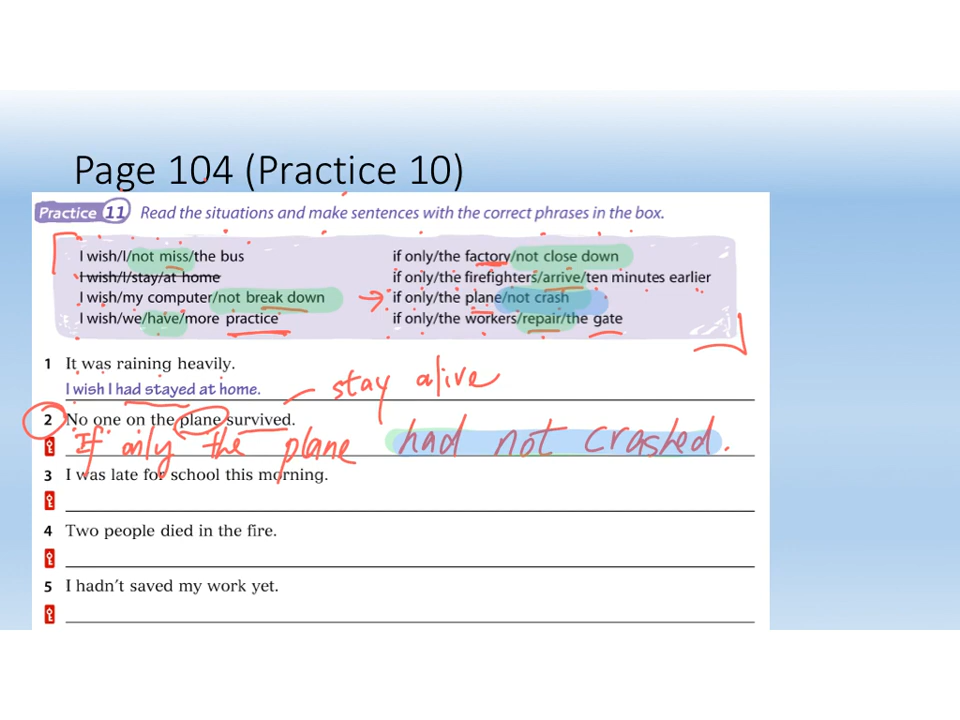 Page 104 (Practice 10)
Practice 11 Read the situations and make sentences with the correct phrases in the box.
I wish/I/not miss/the bus
I wish/I/stay/at home
I wish/my computer/not break down
I wish/we/have/more practice
if only/the factory/not close down
if only/the firefighters/arrive/ten minutes earlier
if only/the plane/not crash
if only/the workers/repair/the gate
1 It was raining heavily.
I wish I had stayed at home.
stay alive
2 No one on the plane survived.
If only the plane had not crashed.
3 I was late for school this morning.
4 Two people died in the fire.
5 I hadn't saved my work yet.